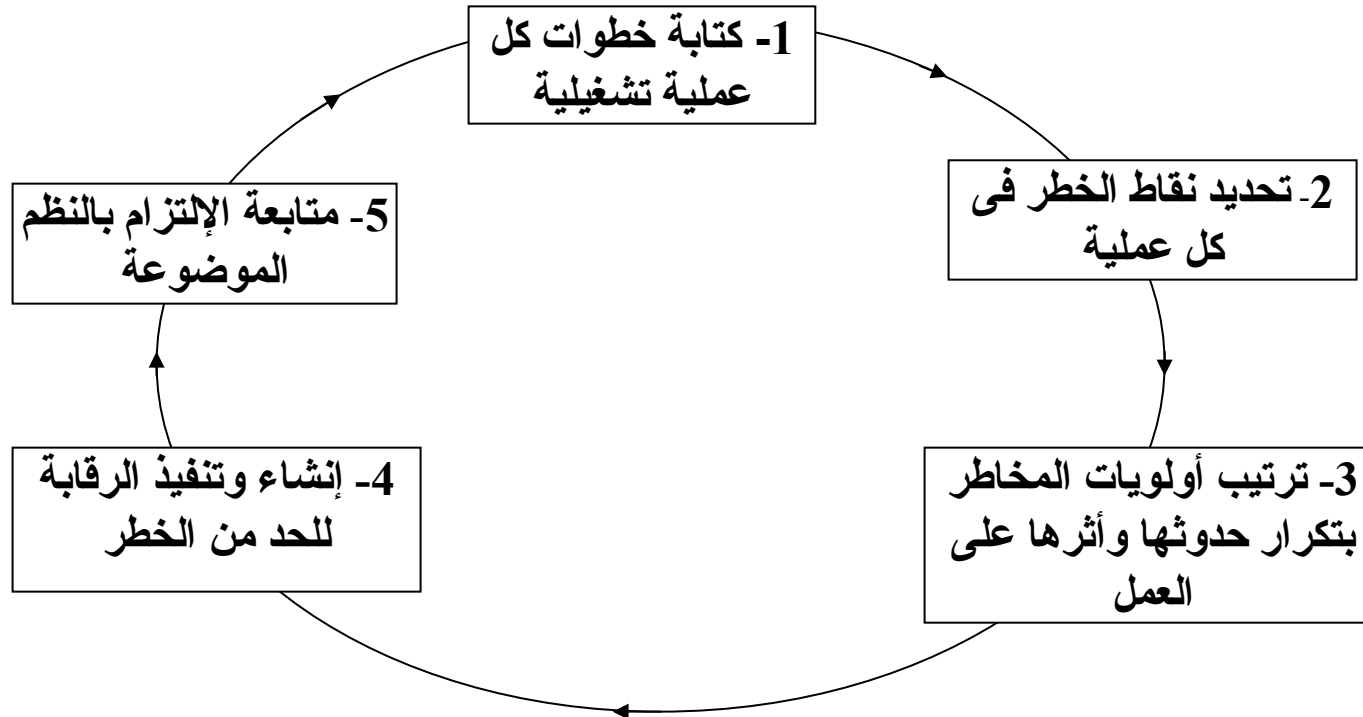 1- كتابة خطوات كل
عملية تشغيلية
2- تحديد نقاط الخطر فى
كل عملية
3- ترتيب أولويات المخاطر
بتكرار حدوثها وأثرها على
العمل
4- إنشاء وتنفيذ الرقابة
للحد من الخطر
5- متابعة الإلتزام بالنظم
الموضوعة